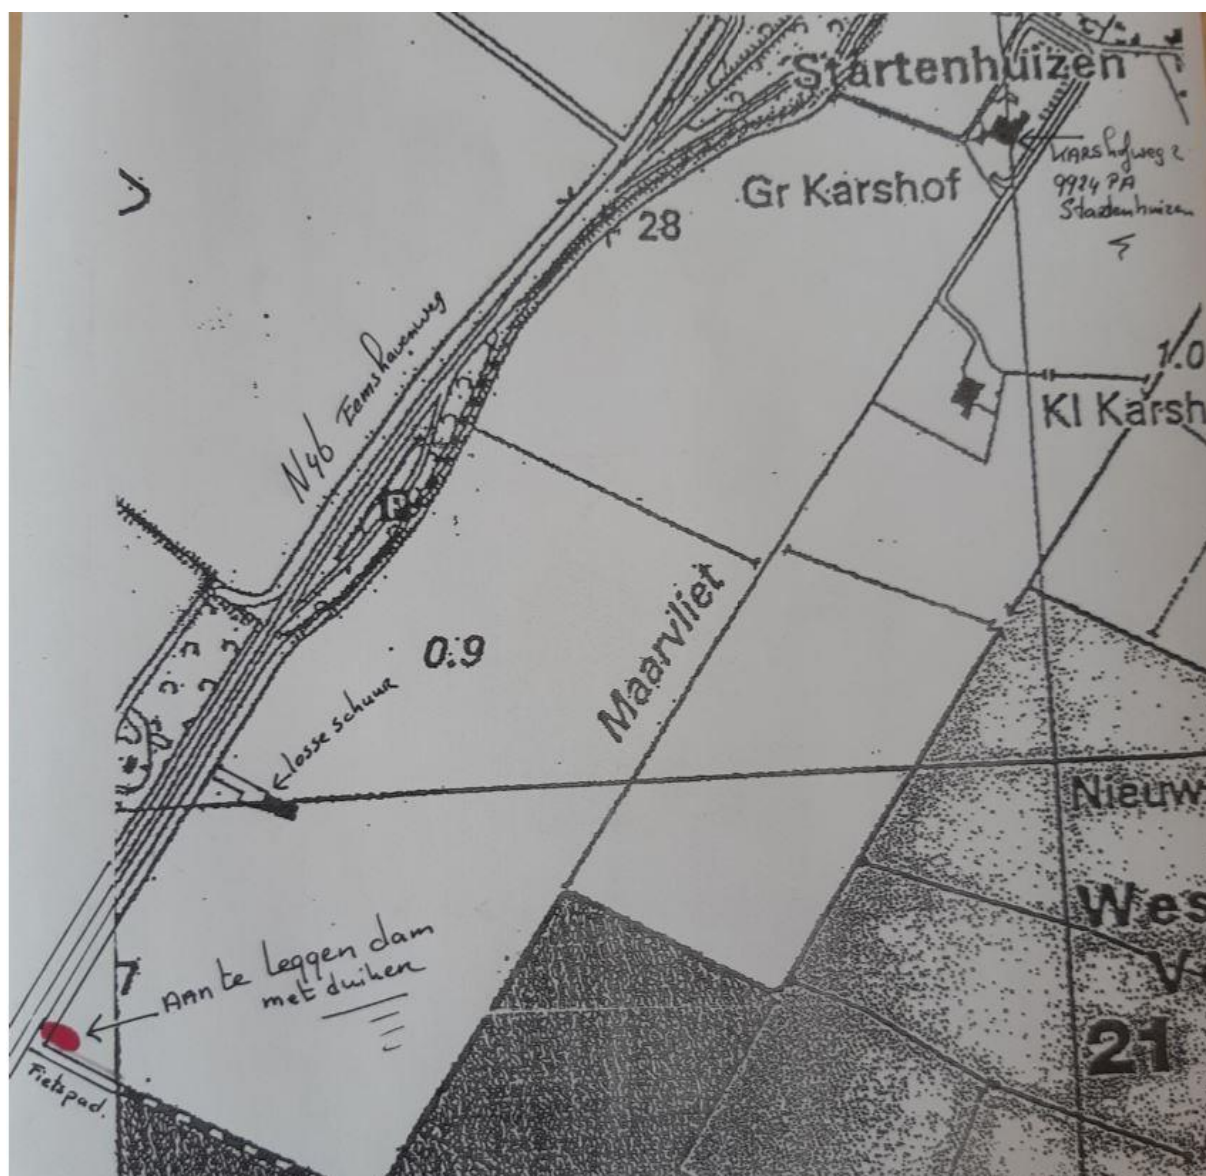 Startenhuizen
KARShofweg 2
9924 PA
Startenhuizen
Gr Karshof
28
N46 Eemshavenweg
1.0
Kl Karsh
P
Maarvliet
0.9
losse schuur
Nieuw
Wes
V
21
AAN te Leggen dam
met duiker
7
Fietspad.